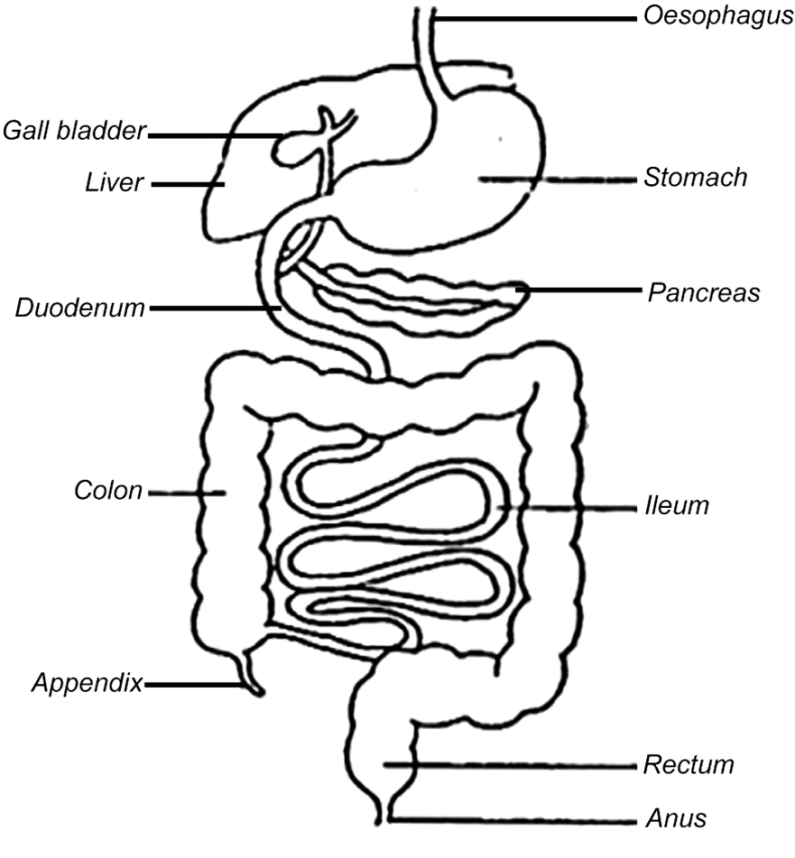 Oesophagus
Gall bladder
Liver
Stomach
Duodenum
Pancreas
Colon
Ileum
Appendix
Rectum
Anus